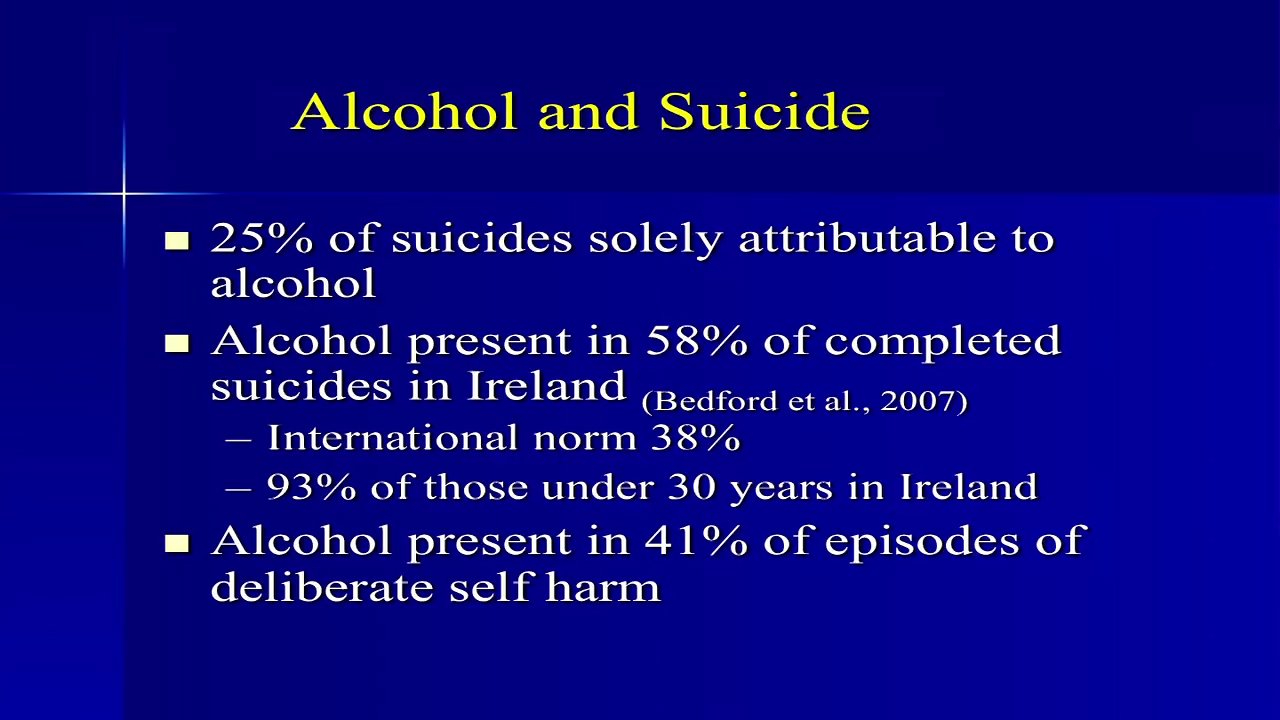 Alcohol and Suicide
25% of suicides solely attributable to
alcohol
Alcohol present in 58% of completed
suicides in Ireland (Bedford et al., 2007)
– International norm 38%
– 93% of those under 30 years in Ireland
Alcohol present in 41% of episodes of
deliberate self harm